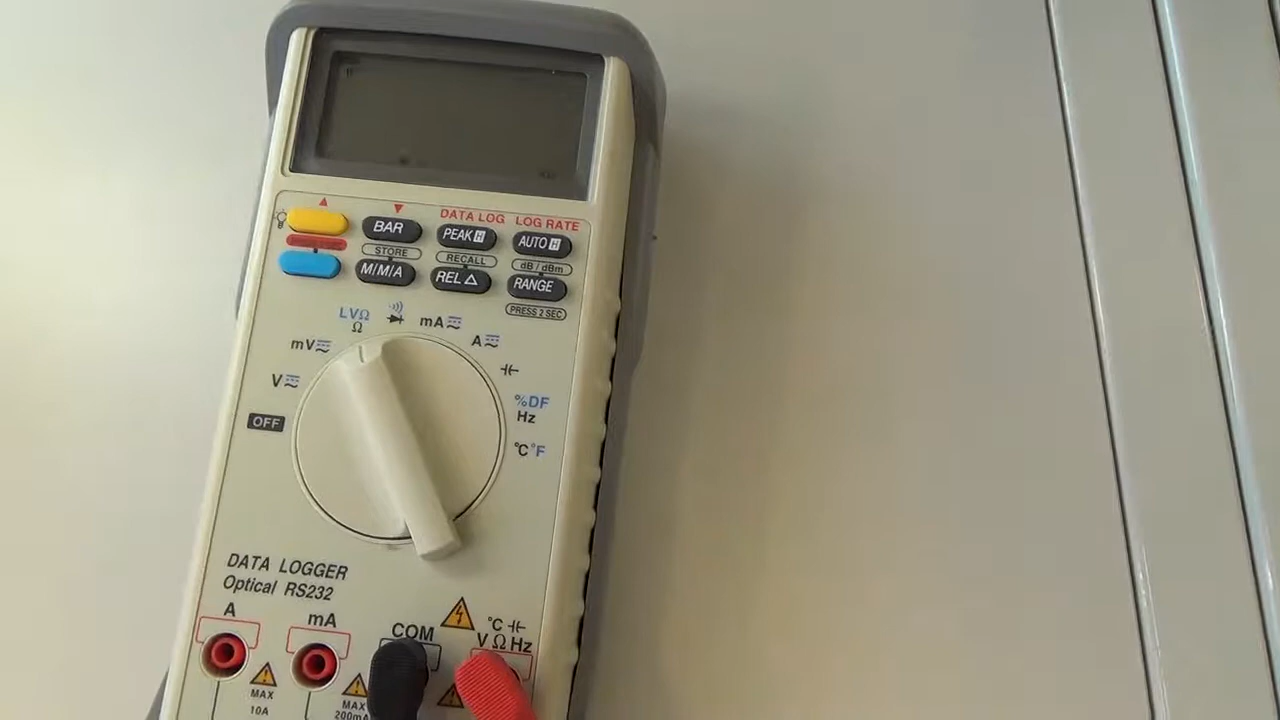 DATA LOG LOG RATE
BAR PEAK H AUTO H
STORE RECALL dB / dBm
M/M/A REL △ RANGE
PRESS 2 SEC
LVΩ
Ω mA A
mV
V
OFF
%DF
Hz
°C °F
DATA LOGGER
Optical RS232
A mA COM °C
V Ω Hz
MAX
10A
MAX
200mA